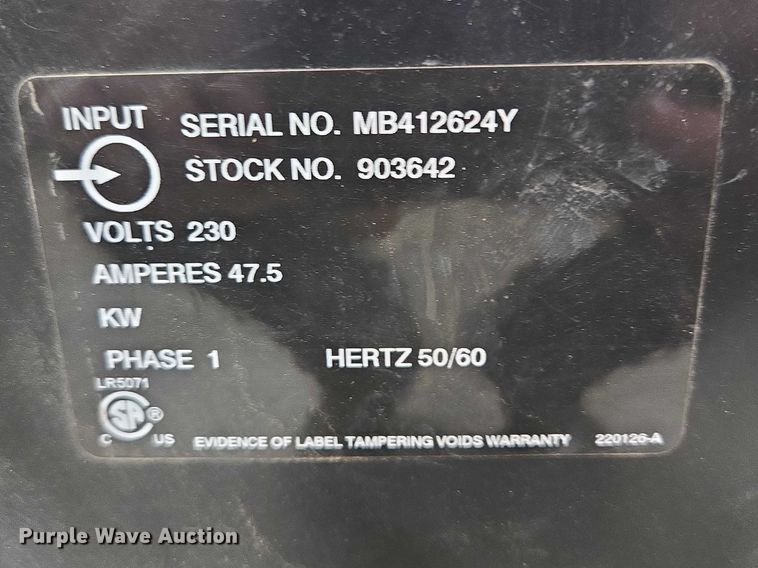 INPUT
SERIAL NO. MB412624Y
STOCK NO. 903642
VOLTS 230
AMPERES 47.5
KW
PHASE 1 HERTZ 50/60
LR5071
SA ®
C US
EVIDENCE OF LABEL TAMPERING VOIDS WARRANTY 220126-A
Purple Wave Auction